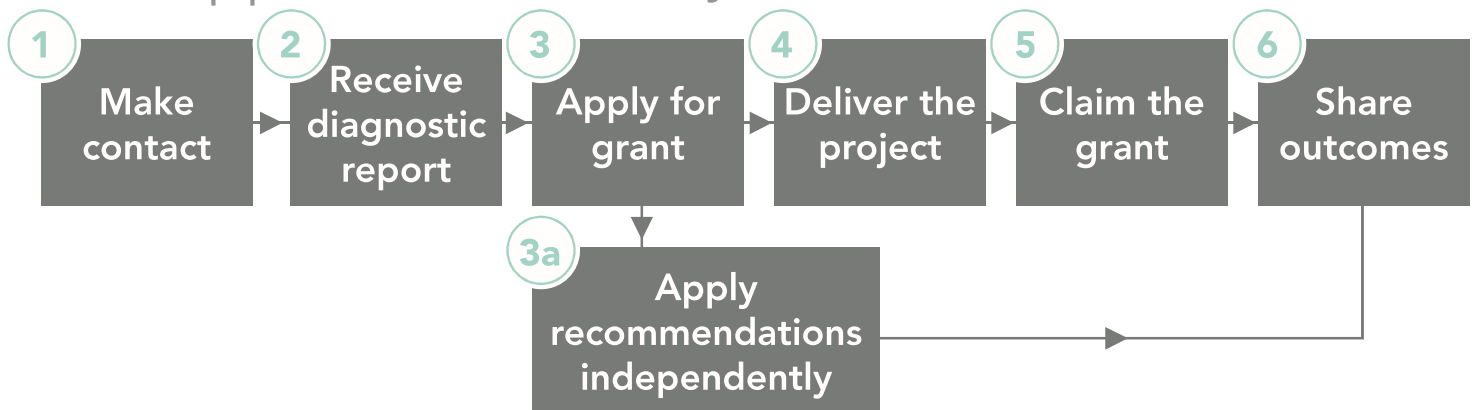 1
Make
contact
2
Receive
diagnostic
report
3
Apply for
grant
4
Deliver the
project
5
Claim the
grant
6
Share
outcomes
3a
Apply
recommendations
independently